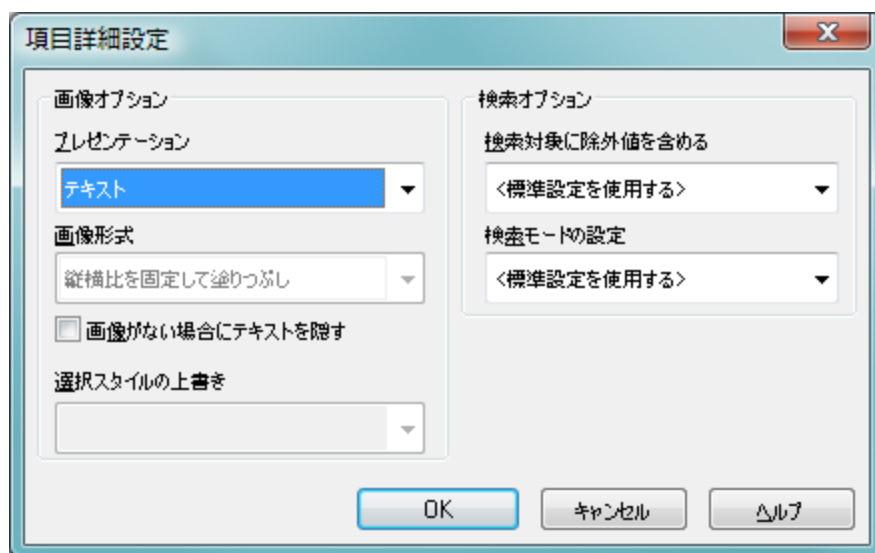 項目詳細設定
画像オプション
プレゼンテーション
テキスト
画像形式
縦横比を固定して塗りつぶし
画像がない場合にテキストを隠す
選択スタイルの上書き
検索オプション
検索対象に除外値を含める
<標準設定を使用する>
検索モードの設定
<標準設定を使用する>
OK
キャンセル
ヘルプ